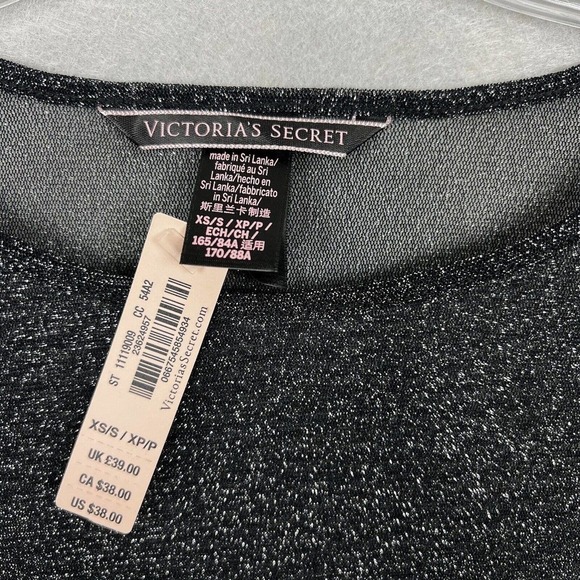 VICTORIA'S SECRET
made in Sri Lanka/
fabriqué au Sri
Lanka/hecho en
Sri Lanka/fabbricato
in Sri Lanka/
斯里兰卡制造
XS/S / XP/P /
ECH/CH /
165/84A 适用
170/88A
ST 11119009 CC 54A2
23624957
0667545854934
VictoriasSecret.com
XS/S / XP/P
UK £39.00
CA $38.00
US $38.00